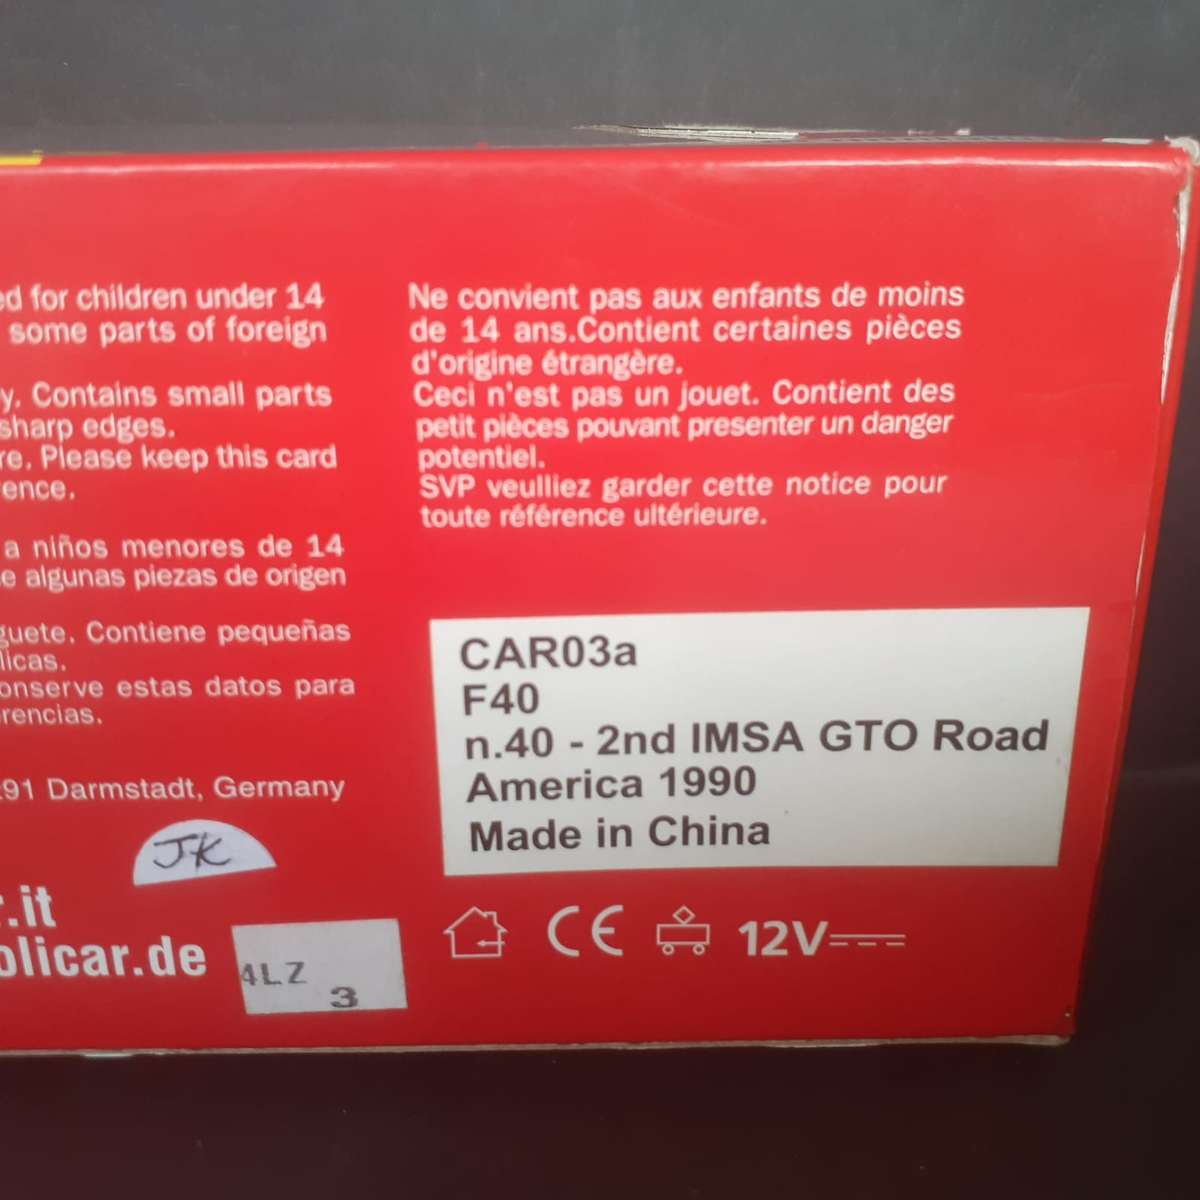 ed for children under 14
some parts of foreign
y. Contains small parts
sharp edges.
re. Please keep this card
ence.
a niños menores de 14
e algunas piezas de origen
guete. Contiene pequeñas
licas.
onserve estas datos para
rencias.
291 Darmstadt, Germany
JK
r.it
olicar.de
4LZ
3
Ne convient pas aux enfants de moins
de 14 ans.Contient certaines pièces
d'origine étrangère.
Ceci n'est pas un jouet. Contient des
petit pièces pouvant presenter un danger
potentiel.
SVP veulliez garder cette notice pour
toute référence ultérieure.
CAR03a
F40
n.40 - 2nd IMSA GTO Road
America 1990
Made in China
CE 12V